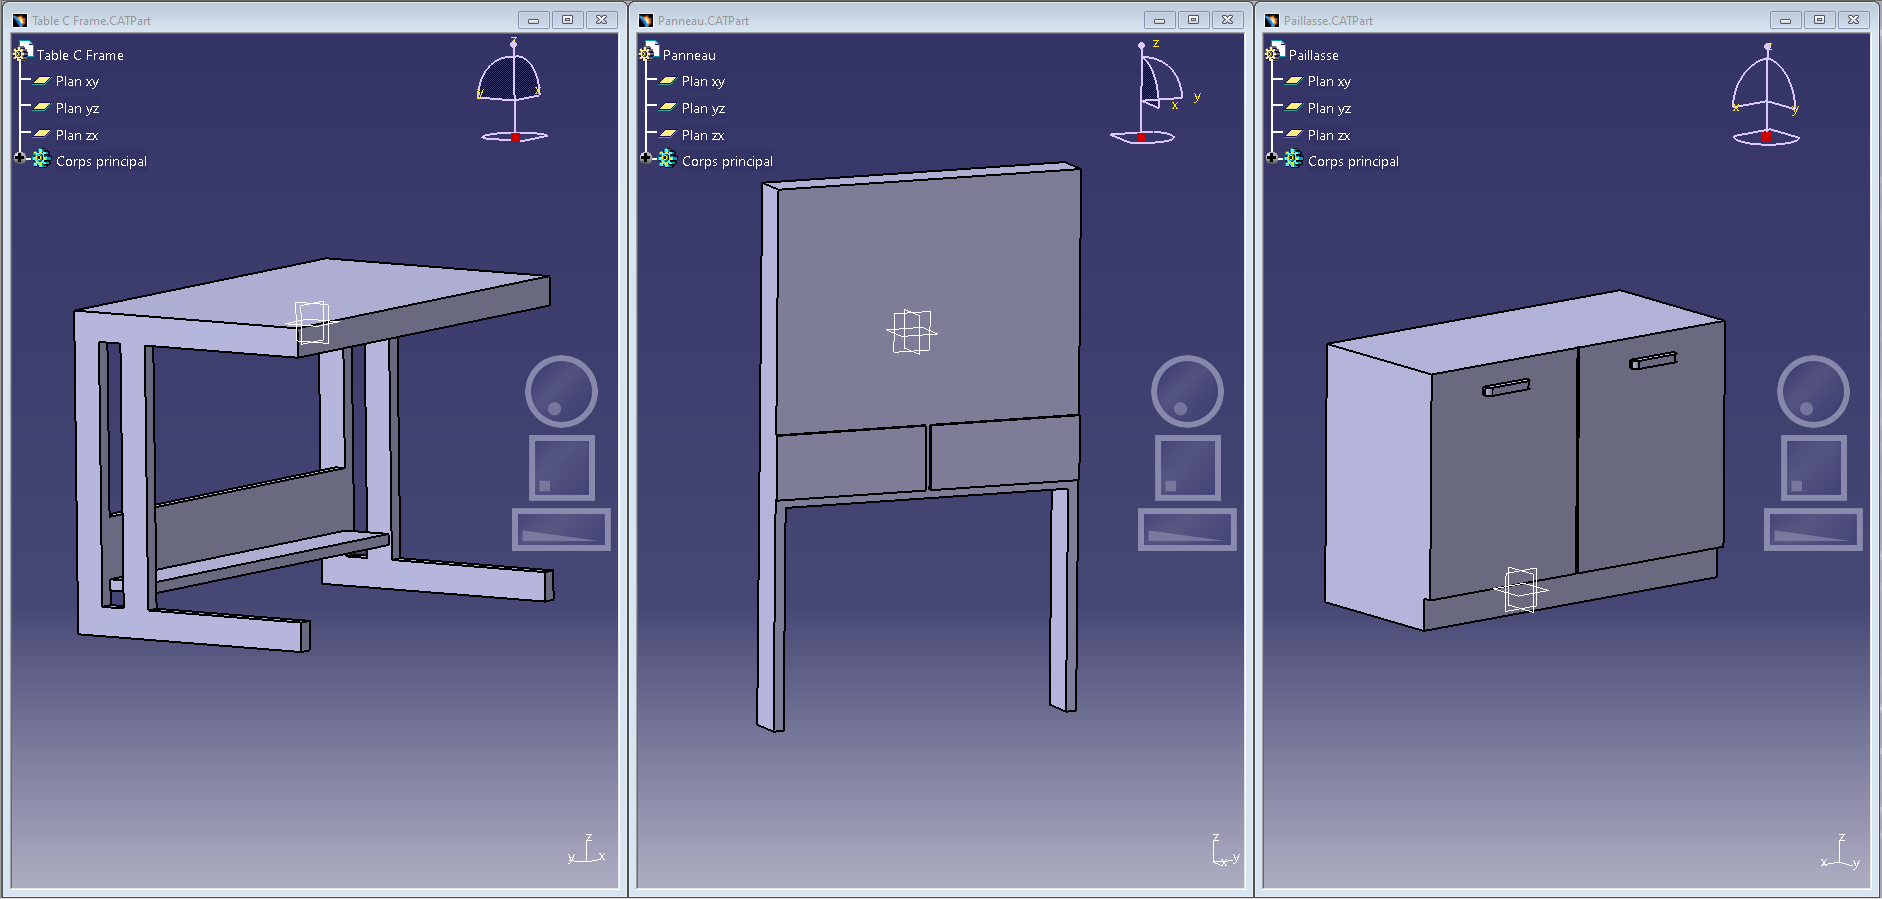 Table C Frame.CATPart
Table C Frame
Plan xy
Plan yz
Plan zx
Corps principal
z
y
x
z
y
x
Panneau.CATPart
Panneau
Plan xy
Plan yz
Plan zx
Corps principal
z
y
x
z
x
y
Paillasse.CATPart
Paillasse
Plan xy
Plan yz
Plan zx
Corps principal
z
x
y
z
x
y